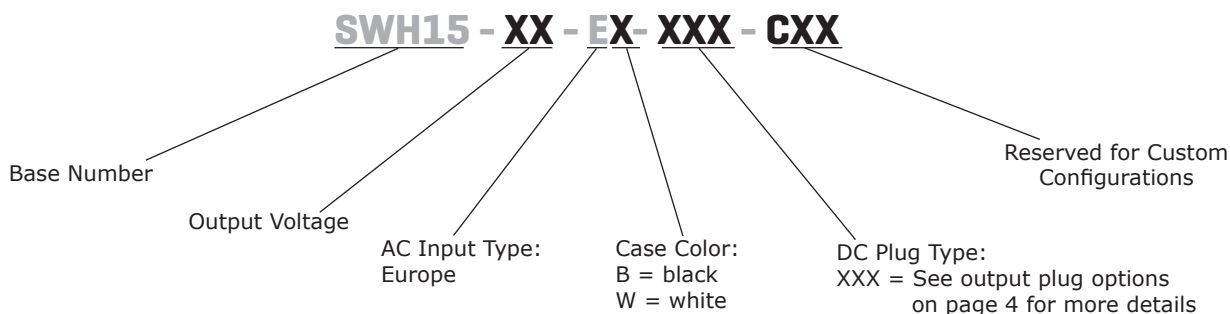 SWH15 - XX - EX- XXX - CXX
Base Number
Output Voltage
AC Input Type:
Europe
Case Color:
B = black
W = white
DC Plug Type:
XXX = See output plug options
on page 4 for more details
Reserved for Custom
Configurations